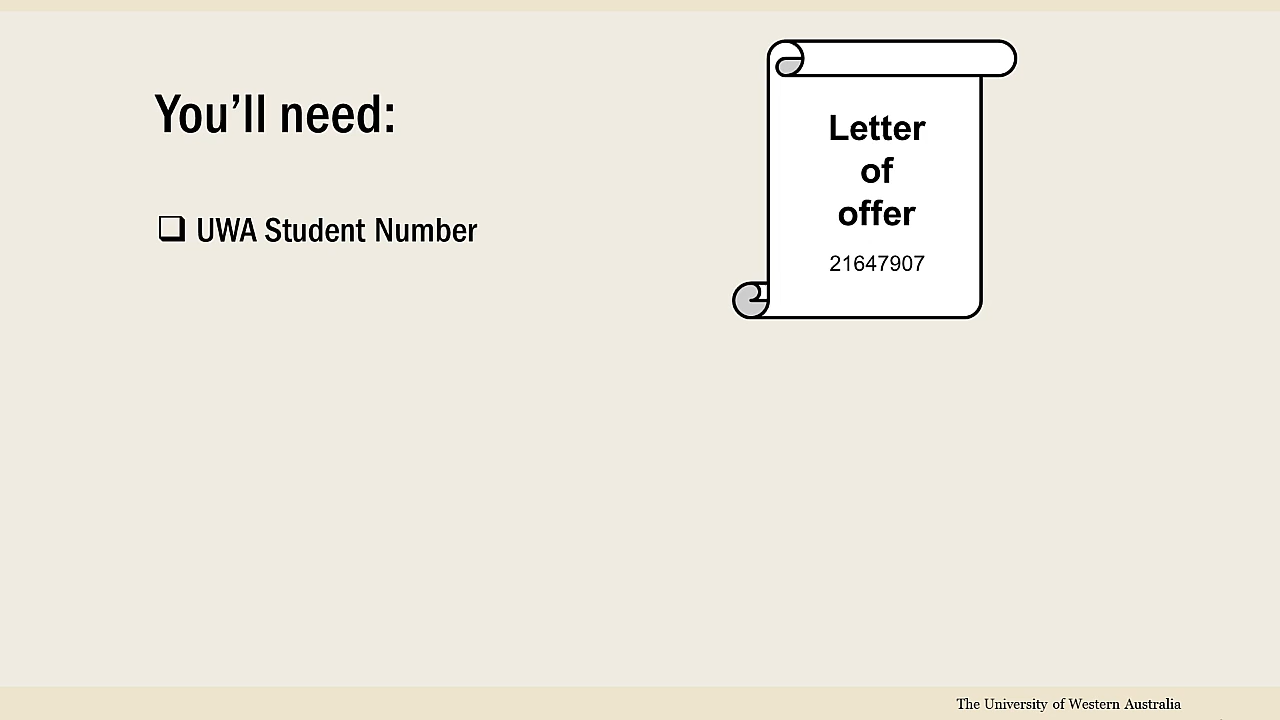 You'll need:
UWA Student Number
Letter
of
offer
21647907
The University of Western Australia